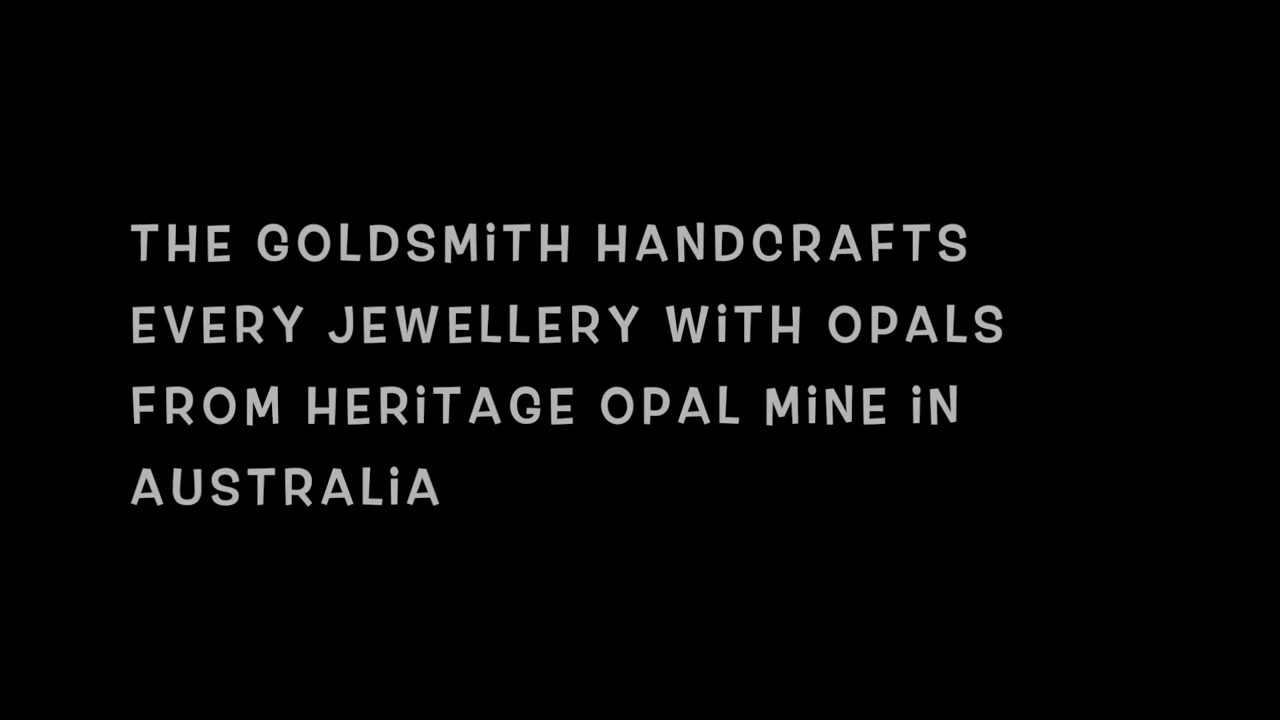 THE GOLDSMiTH HANDCRAFTS
EVERY JEWELLERY WiTH OPALS
FROM HERiTAGE OPAL MiNE iN
AUSTRALiA